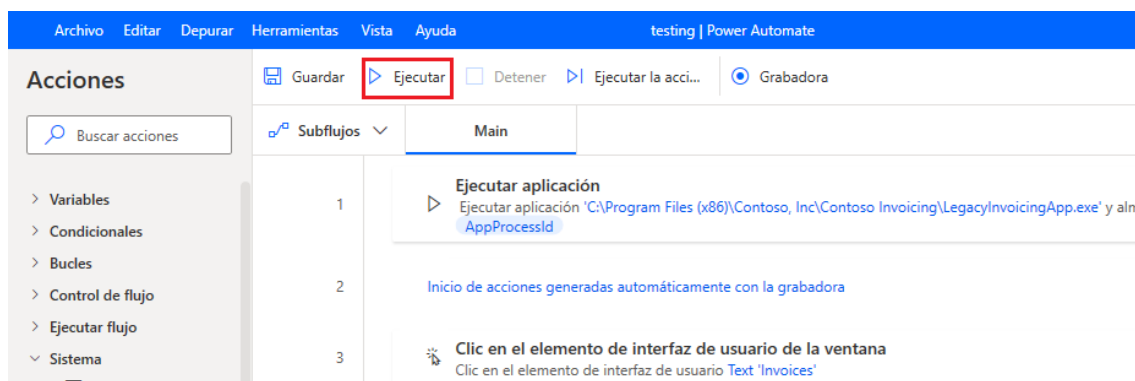 Archivo Editar Depurar Herramientas Vista Ayuda testing | Power Automate
Acciones
Guardar Ejecutar Detener Ejecutar la acci... Grabadora
Buscar acciones
Subflujos Main
Variables
Condicionales
Bucles
Control de flujo
Ejecutar flujo
Sistema
1 Ejecutar aplicación
Ejecutar aplicación 'C:\Program Files (x86)\Contoso, Inc\Contoso Invoicing\LegacyInvoicingApp.exe' y
AppProcessId
2 Inicio de acciones generadas automáticamente con la grabadora
3 Clic en el elemento de interfaz de usuario de la ventana
Clic en el elemento de interfaz de usuario Text 'Invoices'